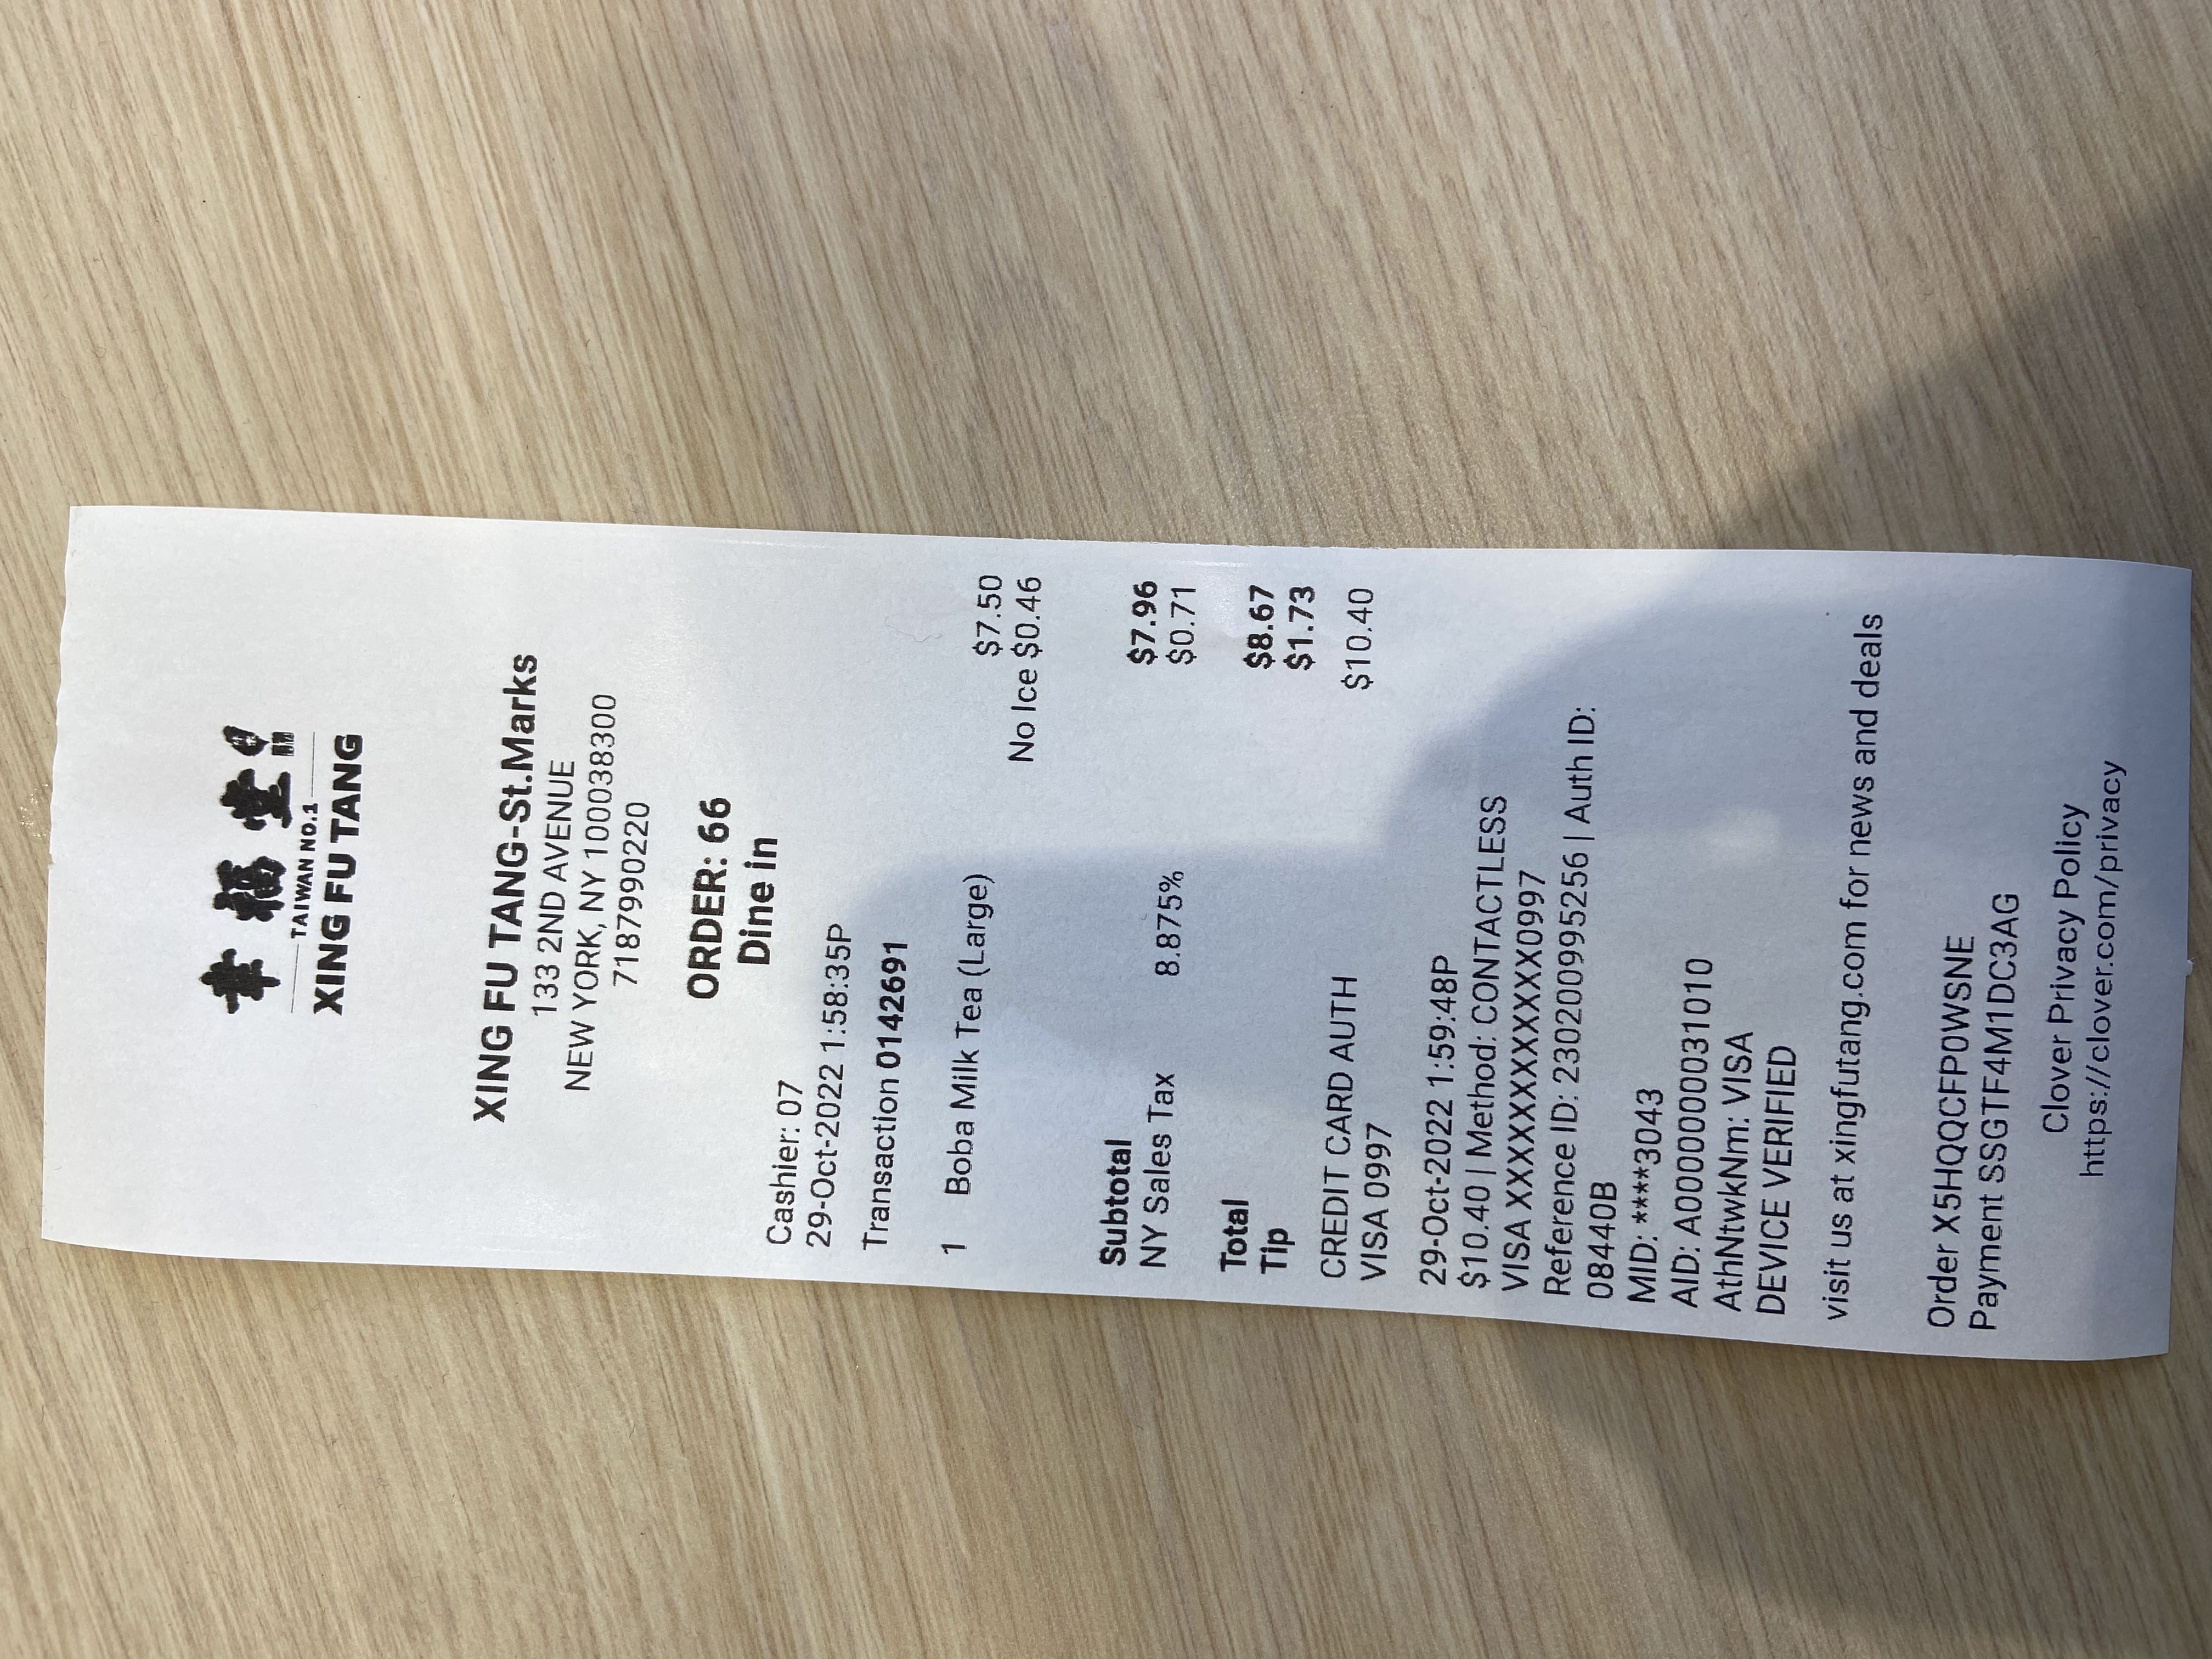 幸福堂
TAIWAN NO.1
XING FU TANG
XING FU TANG-St.Marks
133 2ND AVENUE
NEW YORK, NY 100038300
7187990220
ORDER: 66
Dine in
Cashier: 07
29-Oct-2022 1:58:35P
Transaction 0142691
1 Boba Milk Tea (Large) $7.50
No Ice $0.46
Subtotal $7.96
NY Sales Tax 8.875% $0.71
Total $8.67
Tip $1.73
CREDIT CARD AUTH $10.40
VISA 0997
29-Oct-2022 1:59:48P
$10.40 | Method: CONTACTLESS
VISA XXXXXXXXXXXX0997
Reference ID: 230200995256 | Auth ID:
08440B
MID: ****3043
AID: A0000000031010
AthNtwkNm: VISA
DEVICE VERIFIED
visit us at xingfutang.com for news and deals
Order X5HQQCFP0WSNE
Payment SSGTF4M1DC3AG
Clover Privacy Policy
https://clover.com/privacy